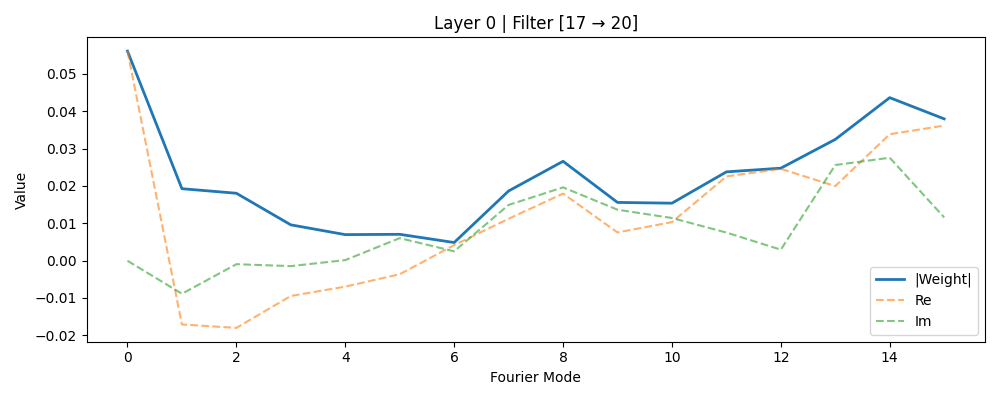 Layer 0 | Filter [17 → 20]
Value
0.05
0.04
0.03
0.02
0.01
0.00
−0.01
−0.02
0 2 4 6 8 10 12 14
Fourier Mode
|Weight|
Re
Im